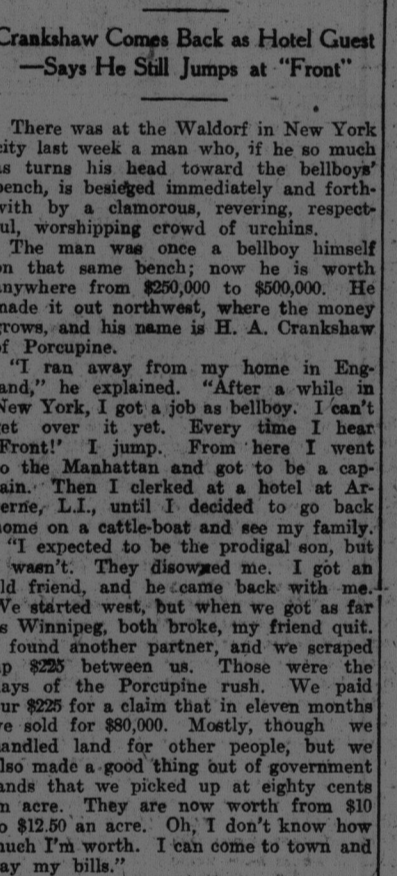 Crankshaw Comes Back as Hotel Guest
—Says He Still Jumps at "Front"
There was at the Waldorf in New York
city last week a man who, if he so much
as turns his head toward the bellboys'
bench, is besieged immediately and forth-
with by a clamorous, revering, respect-
ful, worshipping crowd of urchins.
The man was once a bellboy himself
on that same bench; now he is worth
anywhere from $250,000 to $500,000. He
made it out northwest, where the money
grows, and his name is H. A. Crankshaw
of Porcupine.
"I ran away from my home in Eng-
land," he explained. "After a while in
New York, I got a job as bellboy. I can't
get over it yet. Every time I hear
'Front!' I jump. From here I went
to the Manhattan and got to be a cap-
tain. Then I clerked at a hotel at Ar-
verne, L.I., until I decided to go back
home on a cattle-boat and see my family.
"I expected to be the prodigal son, but
I wasn't. They disowned me. I got an
old friend, and he came back with me.
We started west, but when we got as far
as Winnipeg, both broke, my friend quit.
I found another partner, and we scraped
up $225 between us. Those were the
days of the Porcupine rush. We paid
our $225 for a claim that in eleven months
we sold for $80,000. Mostly, though we
handled land for other people, but we
also made a good thing out of government
lands that we picked up at eighty cents
an acre. They are now worth from $10
to $12.50 an acre. Oh, I don't know how
much I'm worth. I can come to town and
pay my bills."